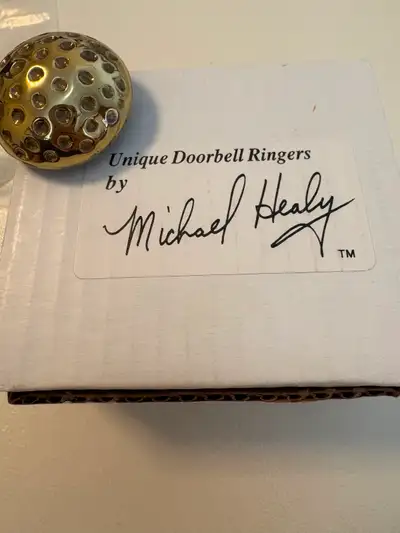 Unique Doorbell Ringers
by
Michael Healy
TM